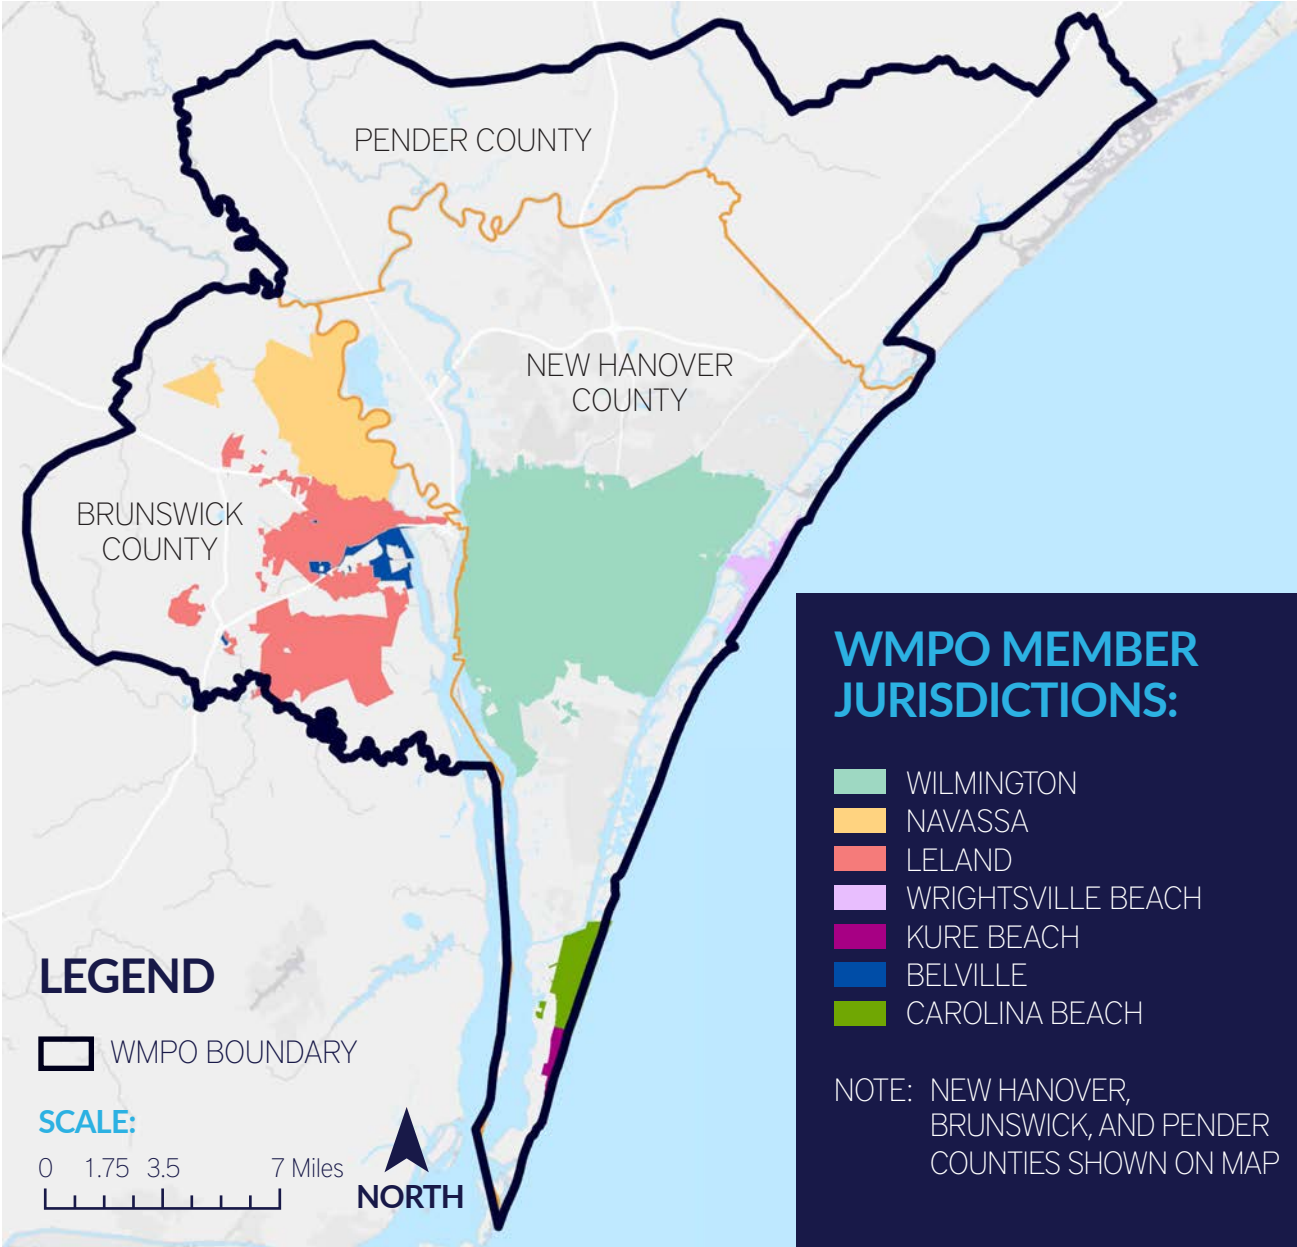 PENDER COUNTY
NEW HANOVER
COUNTY
BRUNSWICK
COUNTY
WMPO MEMBER
JURISDICTIONS:
WILMINGTON
NAVASSA
LELAND
WRIGHTSVILLE BEACH
KURE BEACH
BELVILLE
CAROLINA BEACH
NOTE: NEW HANOVER,
BRUNSWICK, AND PENDER
COUNTIES SHOWN ON MAP
LEGEND
WMPO BOUNDARY
SCALE:
0 1.75 3.5 7 Miles
NORTH